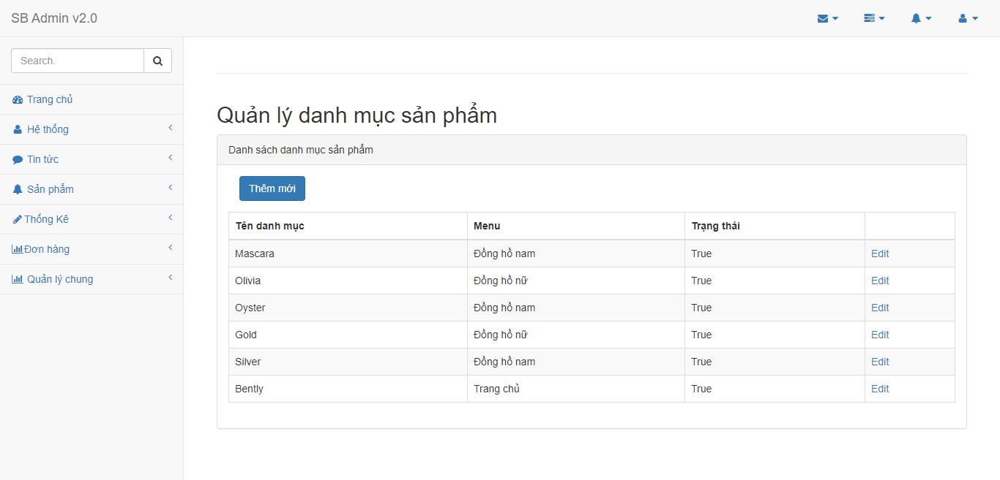 SB Admin v2.0
Search.
Trang chủ
Hệ thống
Tin tức
Sản phẩm
Thống Kê
Đơn hàng
Quản lý chung
Quản lý danh mục sản phẩm
Danh sách danh mục sản phẩm
Thêm mới
Tên danh mục Menu Trạng thái
Mascara Đồng hồ nam True Edit
Olivia Đồng hồ nữ True Edit
Oyster Đồng hồ nam True Edit
Gold Đồng hồ nữ True Edit
Silver Đồng hồ nam True Edit
Bently Trang chủ True Edit